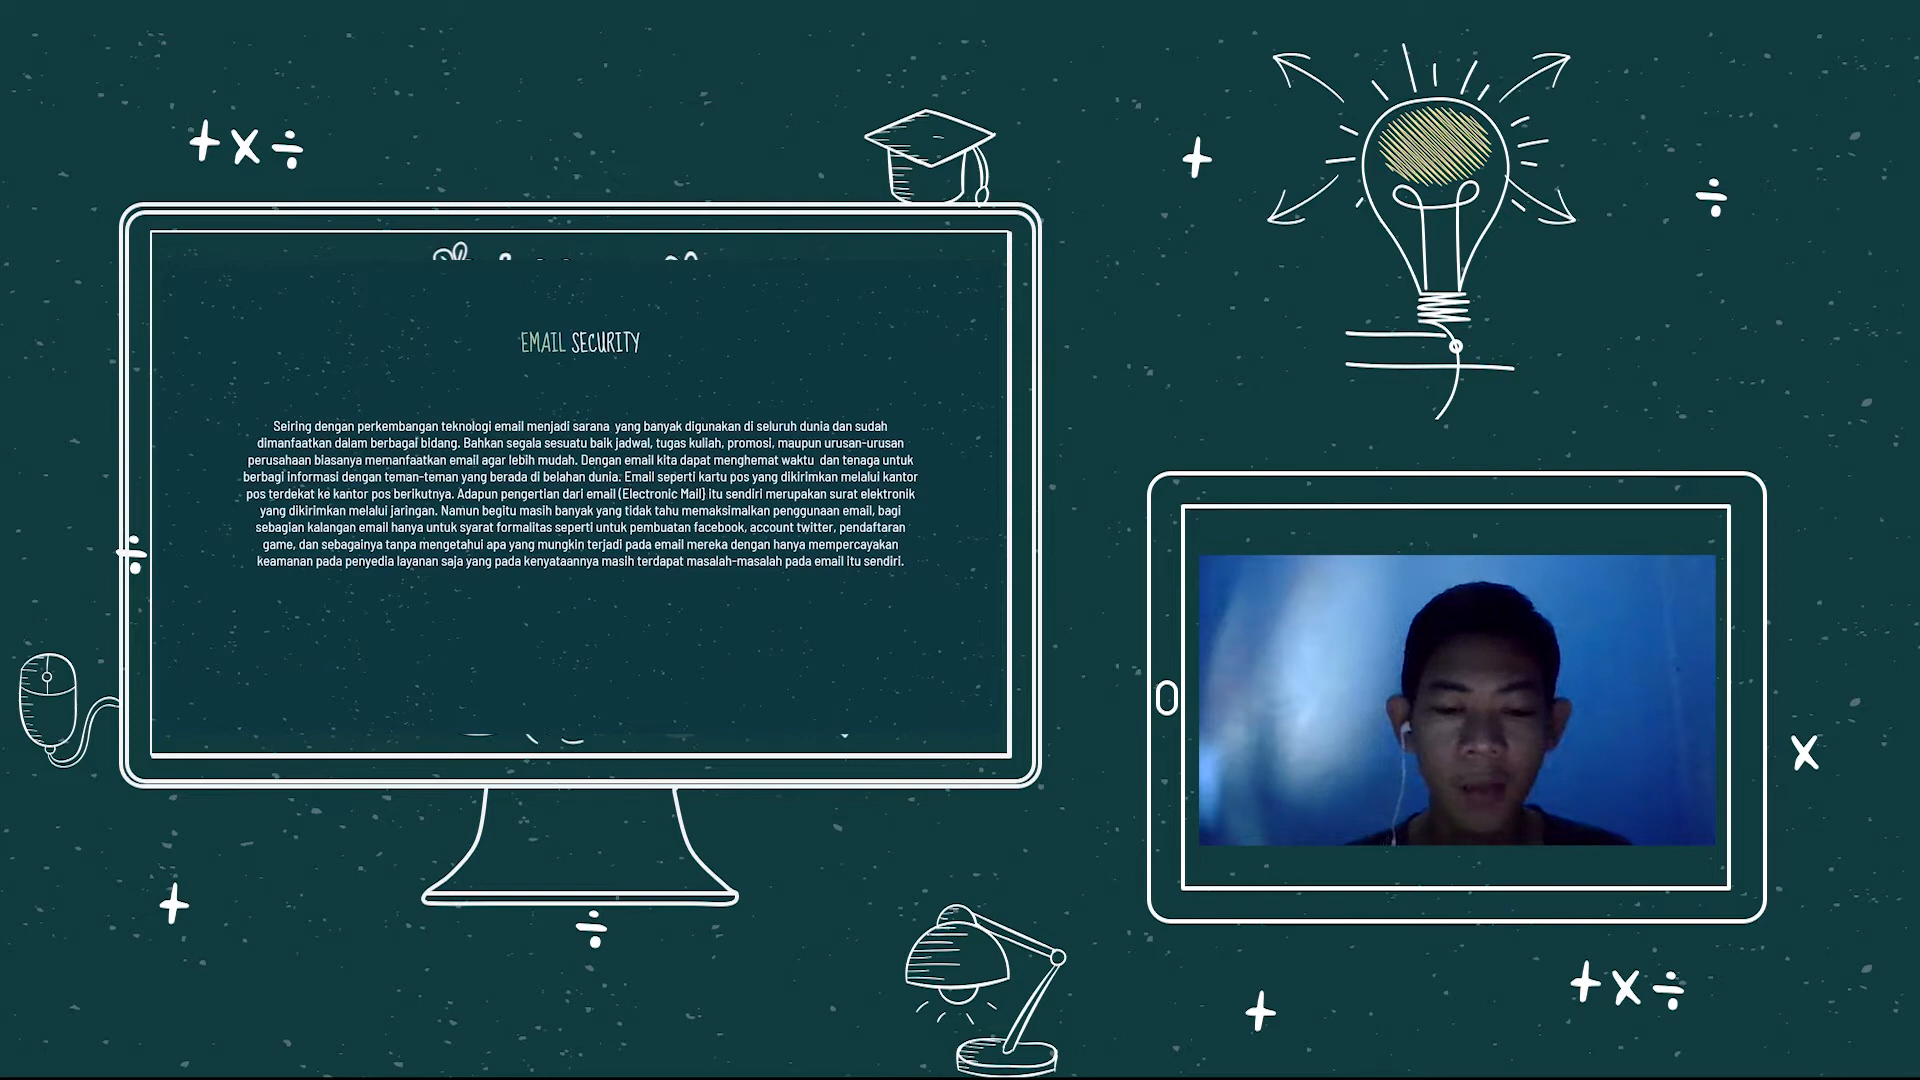 + x ÷
+
÷
EMAIL SECURITY
Seiring dengan perkembangan teknologi email menjadi sarana yang banyak digunakan di seluruh dunia dan sudah
dimanfaatkan dalam berbagai bidang. Bahkan segala sesuatu baik jadwal, tugas kuliah, promosi, maupun urusan-urusan
perusahaan biasanya memanfaatkan email agar lebih mudah. Dengan email kita dapat menghemat waktu dan tenaga untuk
berbagi informasi dengan teman-teman yang berada di belahan dunia. Email seperti kartu pos yang dikirimkan melalui kantor
pos terdekat ke kantor pos berikutnya. Adapun pengertian dari email (Electronic Mail) itu sendiri merupakan surat elektronik
yang dikirimkan melalui jaringan. Namun begitu masih banyak yang tidak tahu memaksimalkan penggunaan email, bagi
sebagian kalangan email hanya untuk syarat formalitas seperti untuk pembuatan facebook, account twitter, pendaftaran
game, dan sebagainya tanpa mengetahui apa yang mungkin terjadi pada email mereka dengan hanya mempercayakan
keamanan pada penyedia layanan saja yang pada kenyataannya masih terdapat masalah-masalah pada email itu sendiri.
÷
x
+
÷
+ x ÷
+